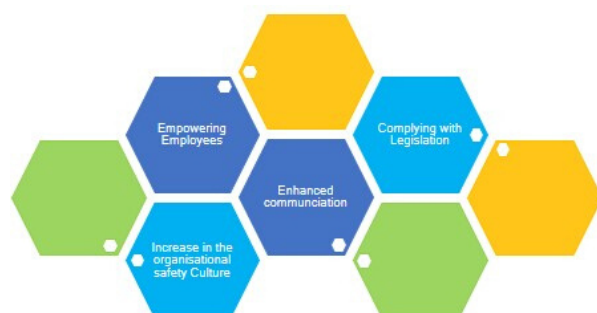 Empowering
Employees
Complying with
Legislation
Enhanced
communciation
Increase in the
organisational
safety Culture